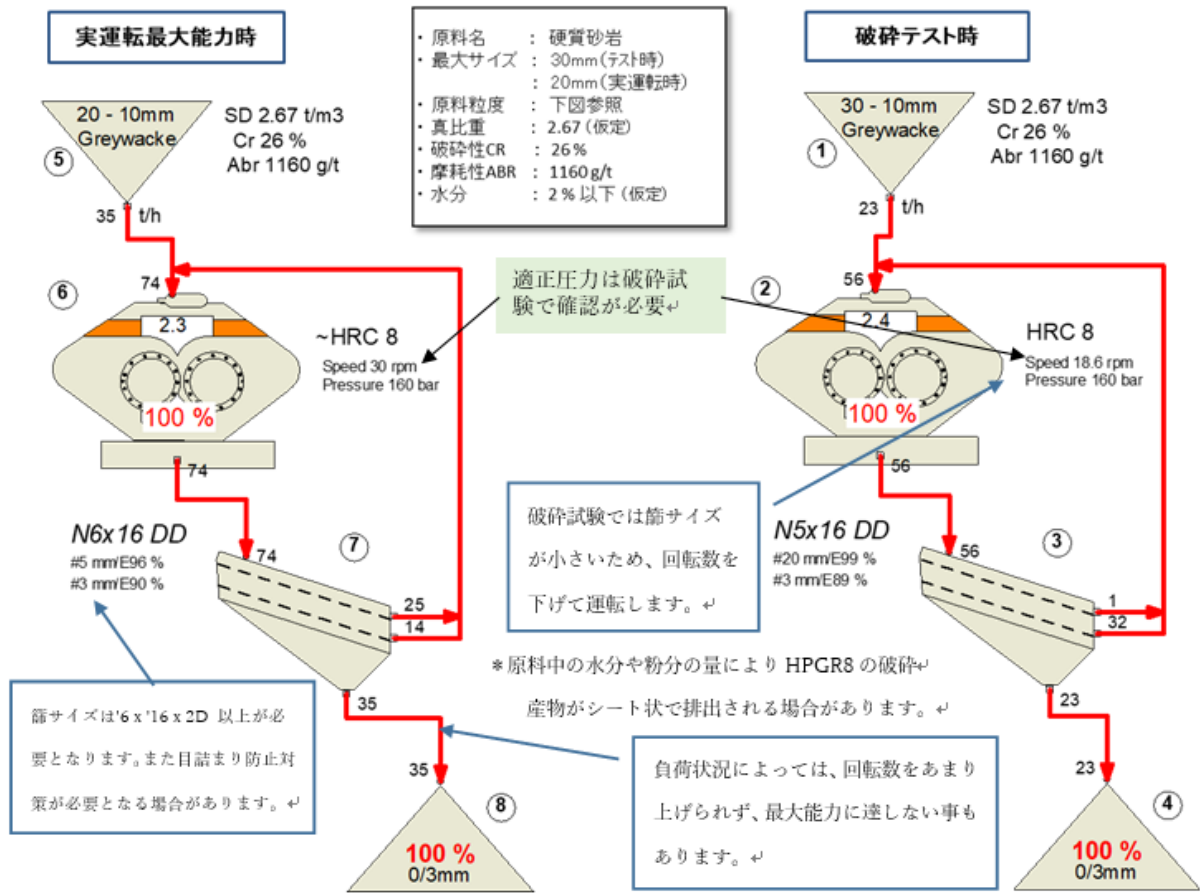 実運転最大能力時
20 - 10mm
Greywacke
SD 2.67 t/m3
Cr 26 %
Abr 1160 g/t
5
35 t/h
74
6
2.3
100 %
~HRC 8
Speed 30 rpm
Pressure 160 bar
74
N6x16 DD
#5 mm/E96 %
#3 mm/E90 %
74
7
25
14
35
35
8
100 %
0/3mm
篩サイズは'6 x '16 x 2D 以上が必
要となります。また目詰まり防止対
策が必要となる場合があります。↵
・ 原料名 : 硬質砂岩
・ 最大サイズ : 30mm(テスト時)
: 20mm(実運転時)
・ 原料粒度 : 下図参照
・ 真比重 : 2.67 (仮定)
・ 破砕性CR : 26 %
・ 摩耗性ABR : 1160 g/t
・ 水分 : 2 % 以下 (仮定)
適正圧力は破砕試
験で確認が必要↵
破砕試験では篩サイズ
が小さいため、回転数を
下げて運転します。↵
*原料中の水分や粉分の量により HPGR8 の破砕↵
産物がシート状で排出される場合があります。↵
負荷状況によっては、回転数をあまり
上げられず、最大能力に達しない事も
あります。↵
破砕テスト時
30 - 10mm
Greywacke
SD 2.67 t/m3
Cr 26 %
Abr 1160 g/t
1
23 t/h
56
2
2.4
100 %
HRC 8
Speed 18.6 rpm
Pressure 160 bar
56
N5x16 DD
#20 mm/E99 %
#3 mm/E89 %
56
3
1
32
23
23
4
100 %
0/3mm